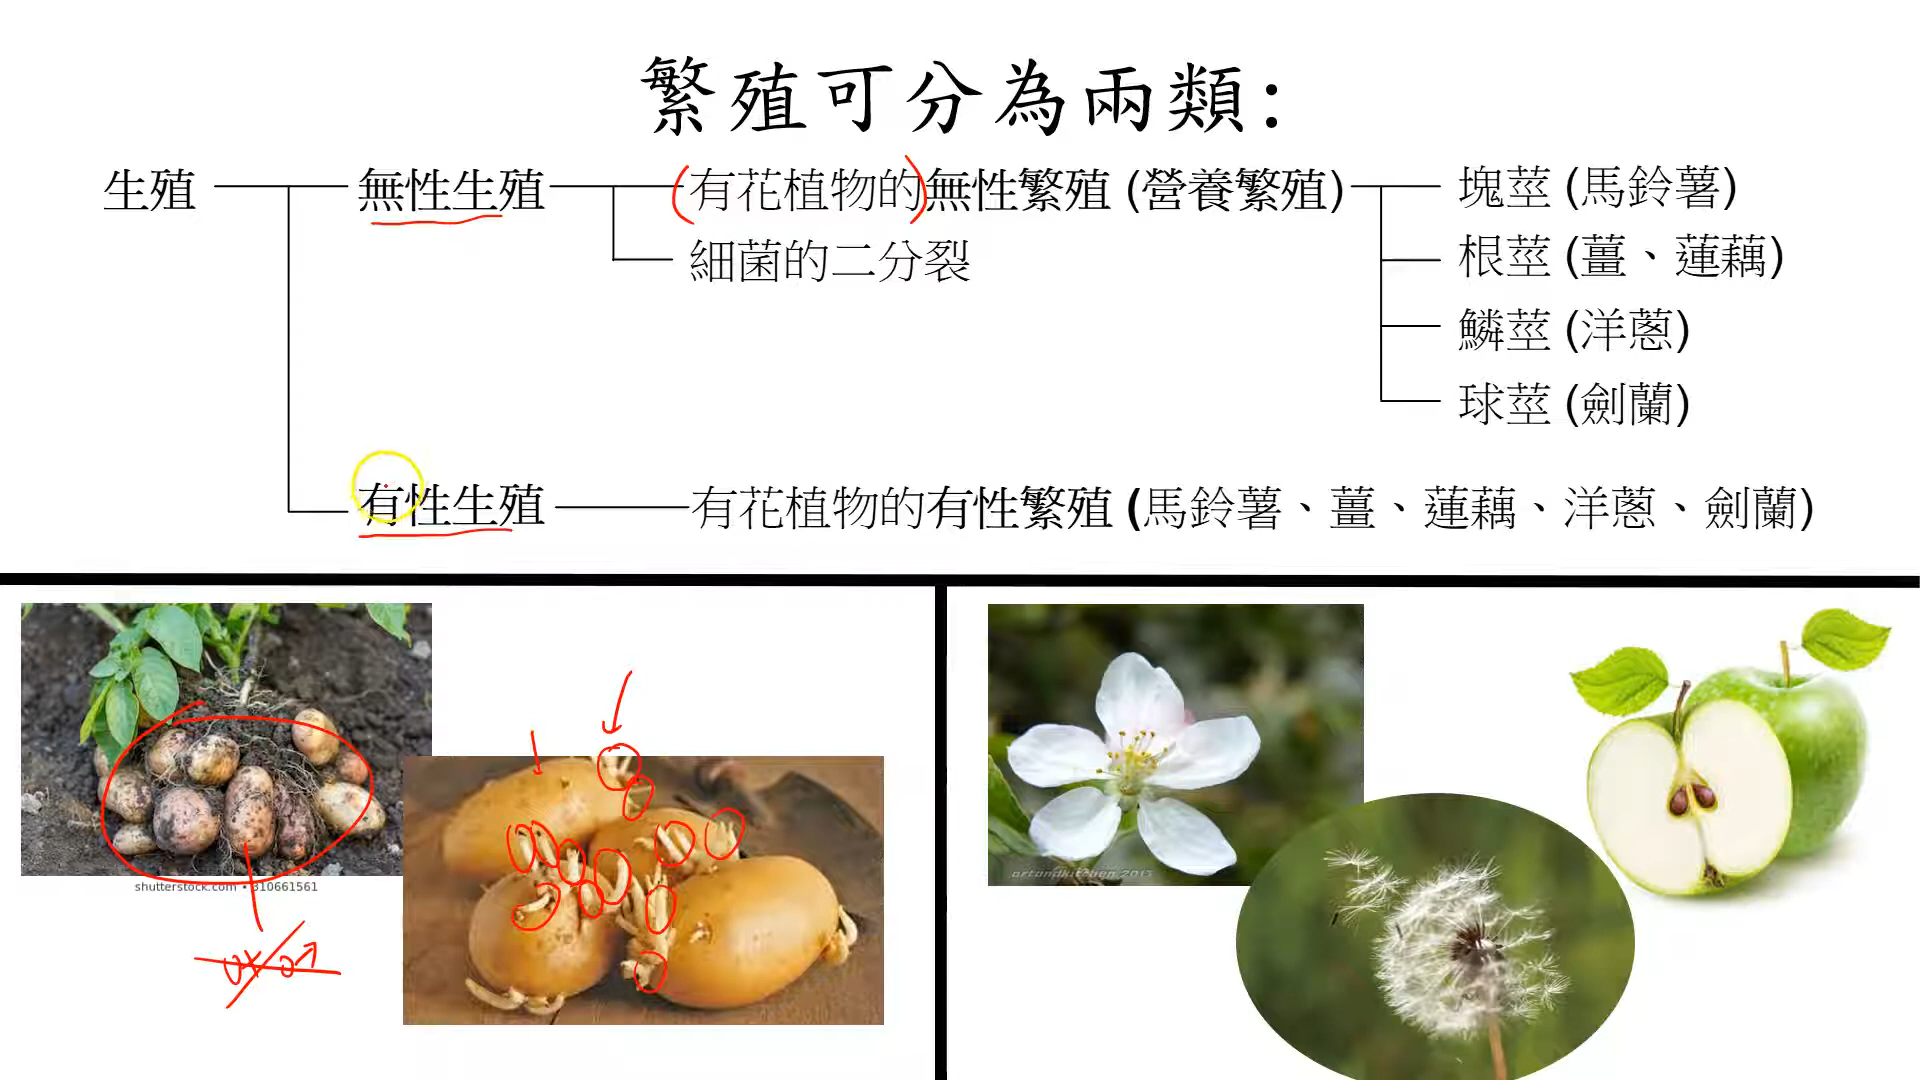 繁殖可分為兩類:
生殖
無性生殖
有花植物的無性繁殖 (營養繁殖)
塊莖 (馬鈴薯)
細菌的二分裂
根莖 (薑、蓮藕)
鱗莖 (洋蔥)
球莖 (劍蘭)
有性生殖
有花植物的有性繁殖 (馬鈴薯、薑、蓮藕、洋蔥、劍蘭)
artandkitchen 2015
shutterstock.com • 310661561